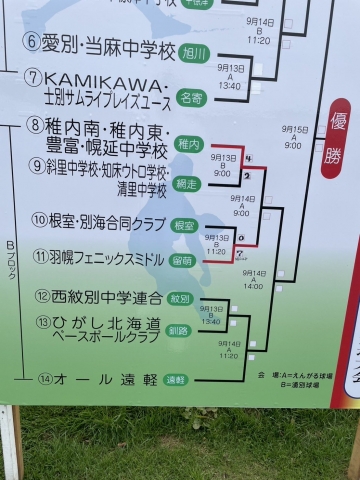 9月14日
B
11:20
⑥愛別・当麻中学校
旭川
9月13日
A
13:40
⑦KAMIKAWA・
士別サムライブレイズユース
名寄
9月15日
A
9:00
優勝
⑧稚内南・稚内東・
豊富・幌延中学校
稚内
9月13日
B
9:00
4
2
⑨斜里中学校・知床ウトロ学校・
清里中学校
網走
9月14日
A
9:00
⑩根室・別海合同クラブ
根室
9月13日
B
11:20
0
7
⑪羽幌フェニックスミドル
留萌
Bブロック
9月14日
A
14:00
⑫西紋別中学連合
紋別
9月13日
B
13:40
⑬ひがし北海道
ベースボールクラブ
釧路
9月14日
A
11:20
⑭オール遠軽
遠軽
会 場:A=えんがる球場
B=湧別球場